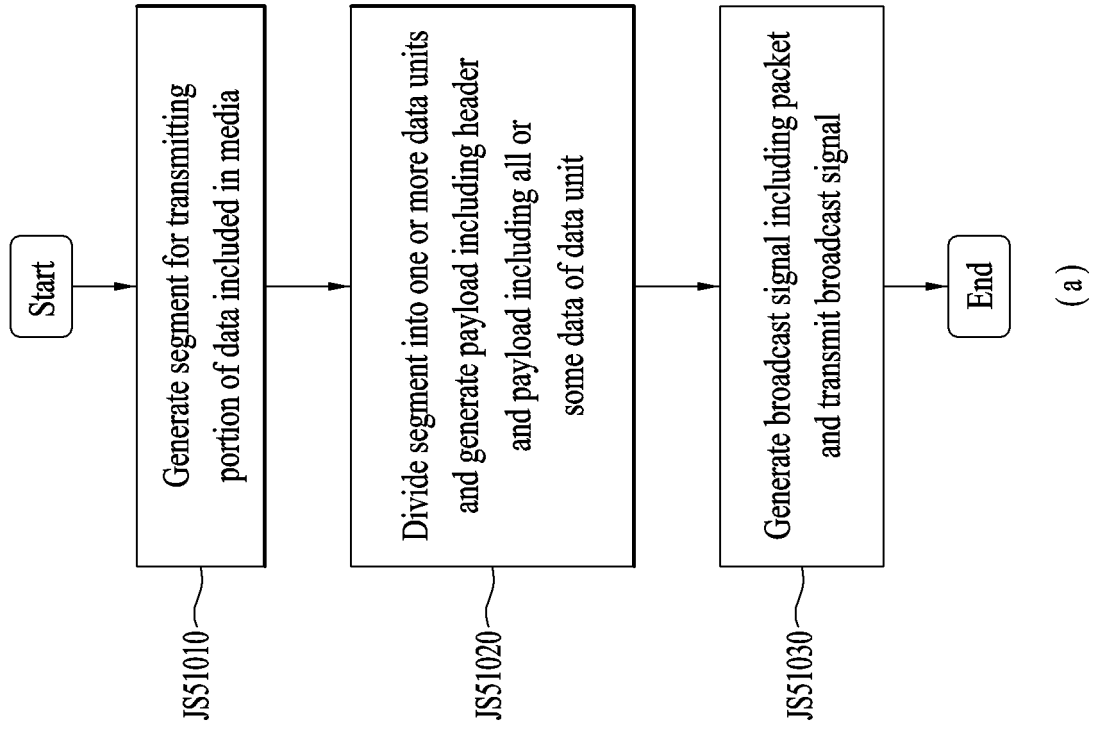 Start
JS51010
Generate segment for transmitting
portion of data included in media
JS51020
Divide segment into one or more data units
and generate payload including header
and payload including all or
some data of data unit
JS51030
Generate broadcast signal including packet
and transmit broadcast signal
End
(a)